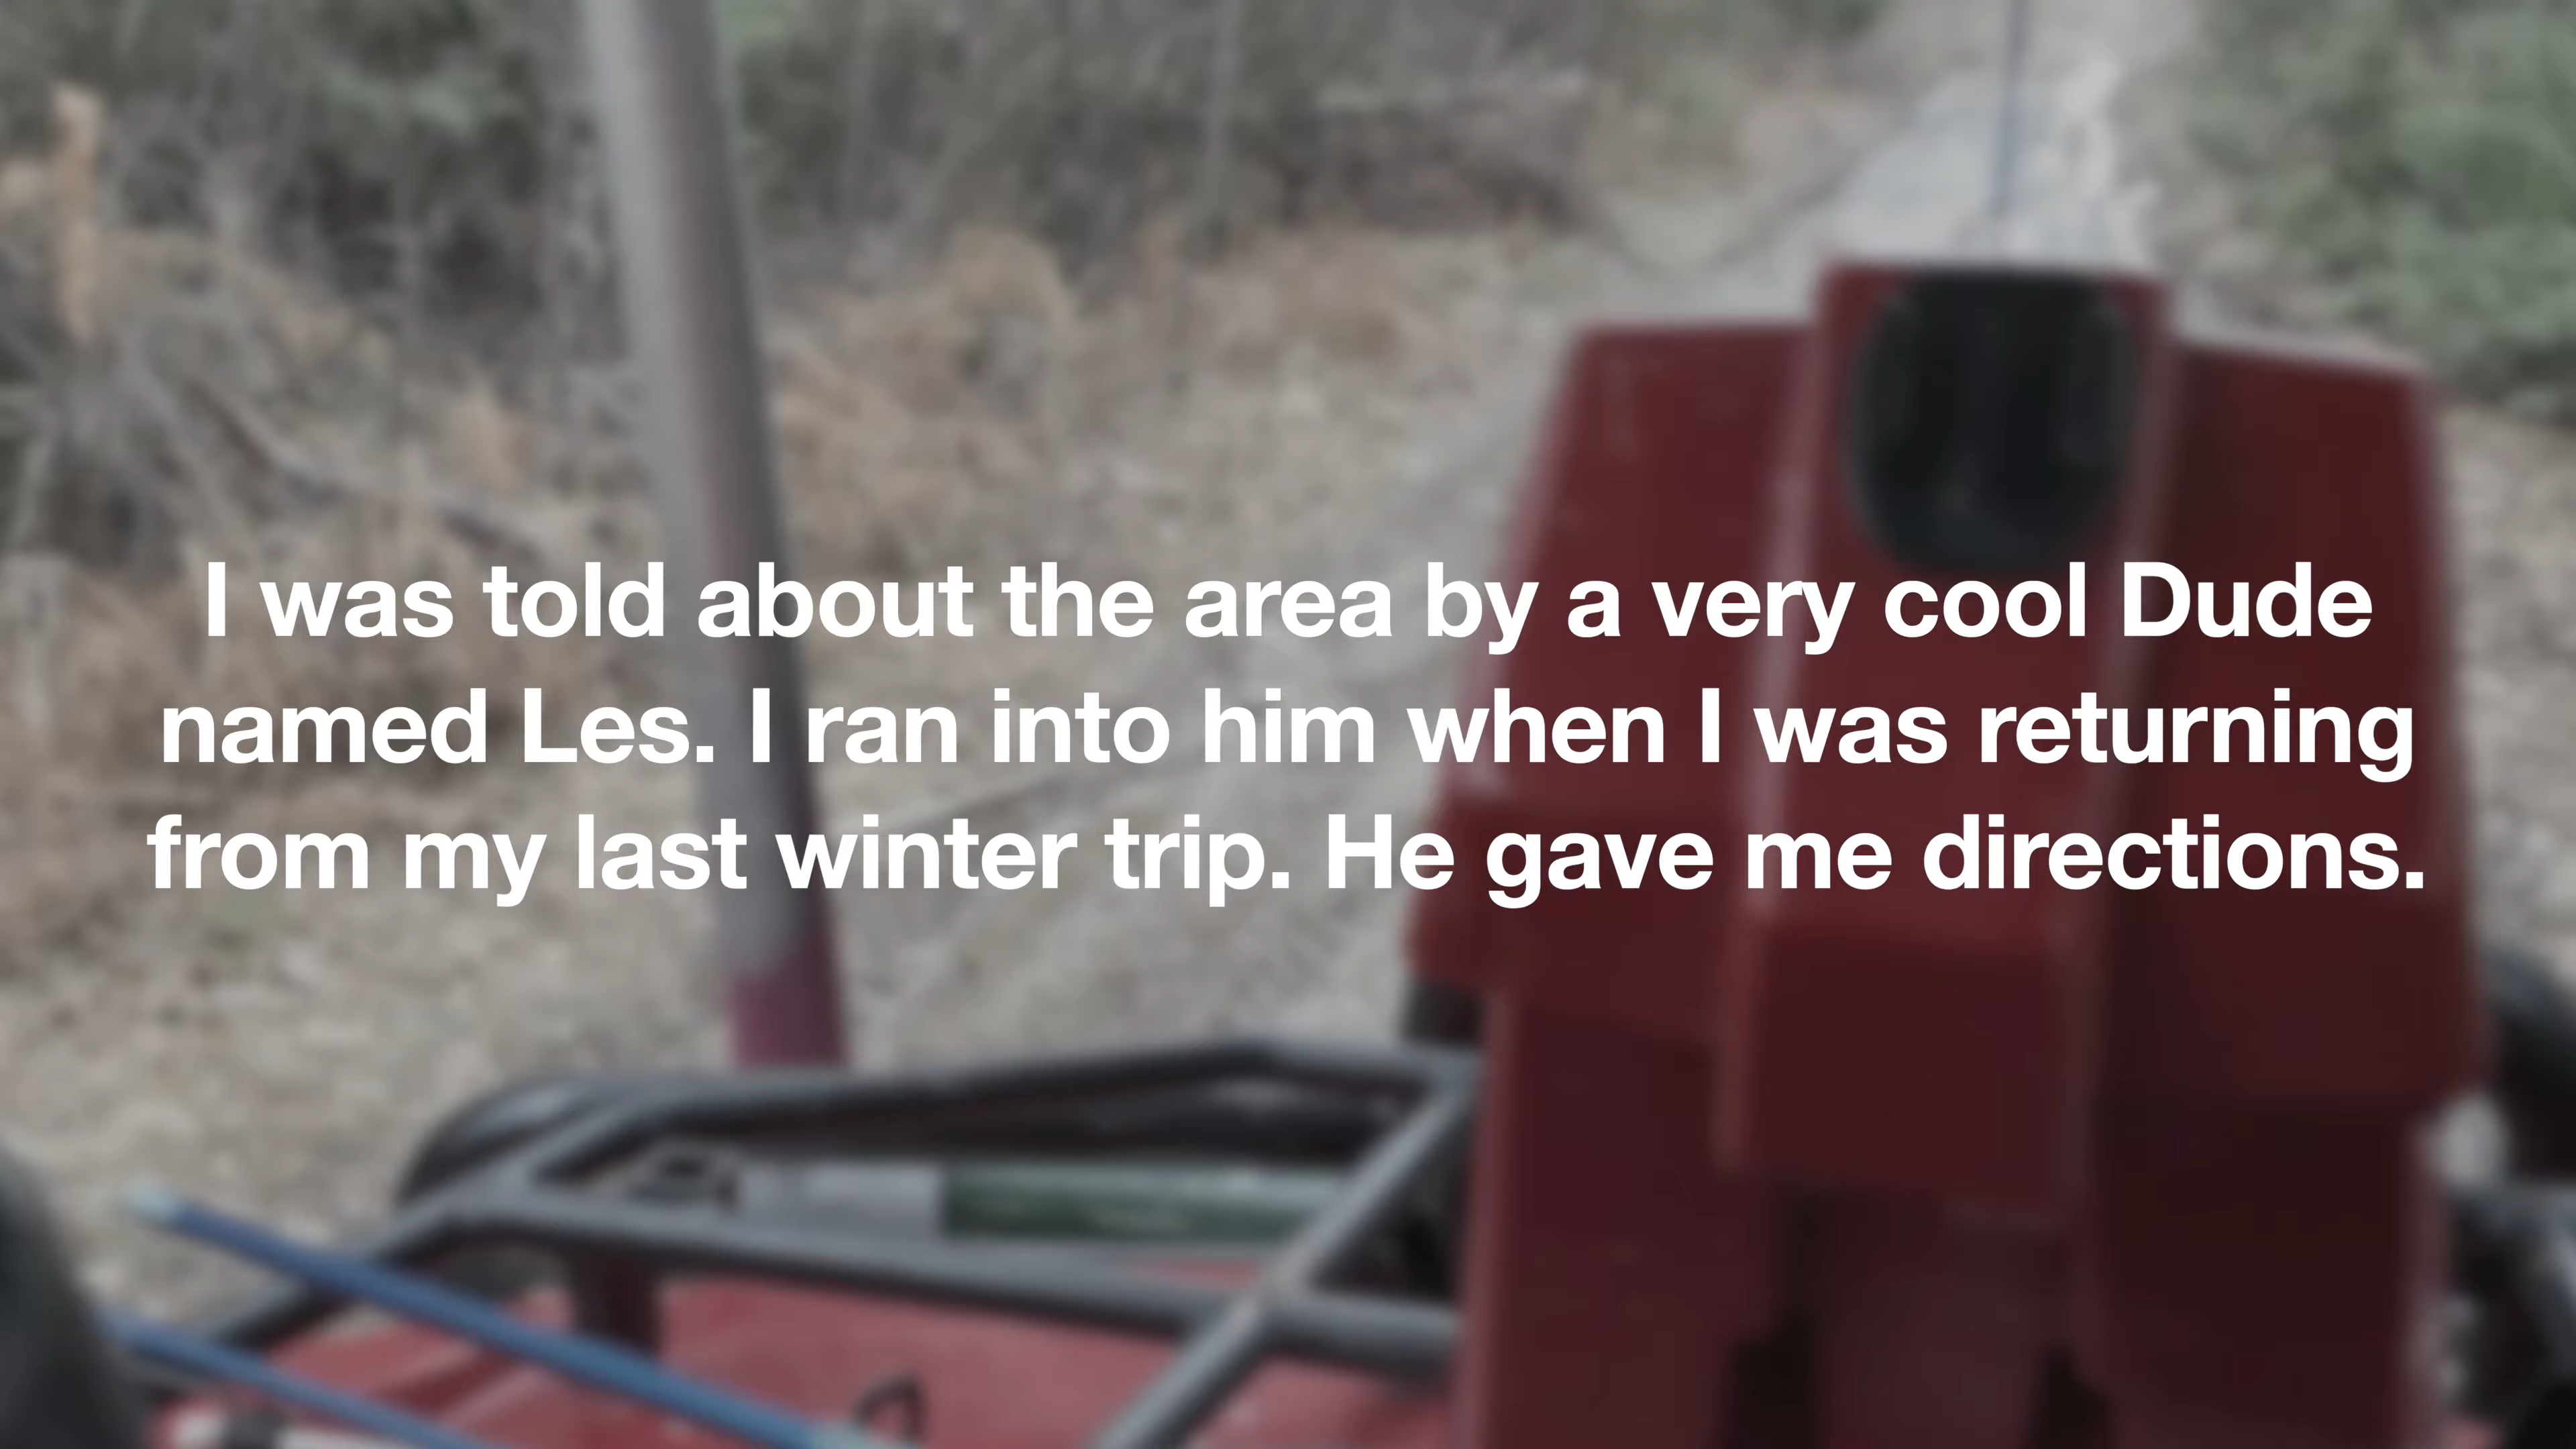 I was told about the area by a very cool Dude
named Les. I ran into him when I was returning
from my last winter trip. He gave me directions.